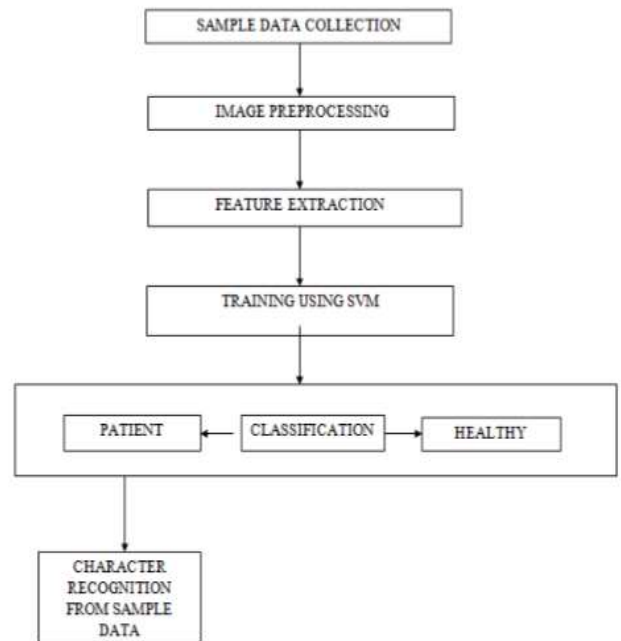 SAMPLE DATA COLLECTION
IMAGE PREPROCESSING
FEATURE EXTRACTION
TRAINING USING SVM
PATIENT
CLASSIFICATION
HEALTHY
CHARACTER
RECOGNITION
FROM SAMPLE
DATA